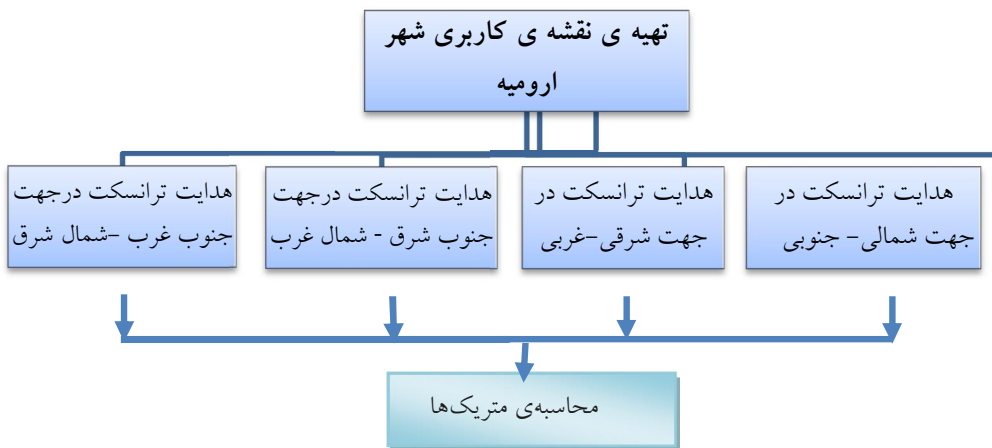 تهیه ی نقشه ی کاربری شهر
ارومیه
هدایت ترانسکت در
جهت شمالی– جنوبی
هدایت ترانسکت در
جهت شرقی–غربی
هدایت ترانسکت درجهت
جنوب شرق - شمال غرب
هدایت ترانسکت درجهت
جنوب غرب –شمال شرق
محاسبه‌ی متریک‌ها